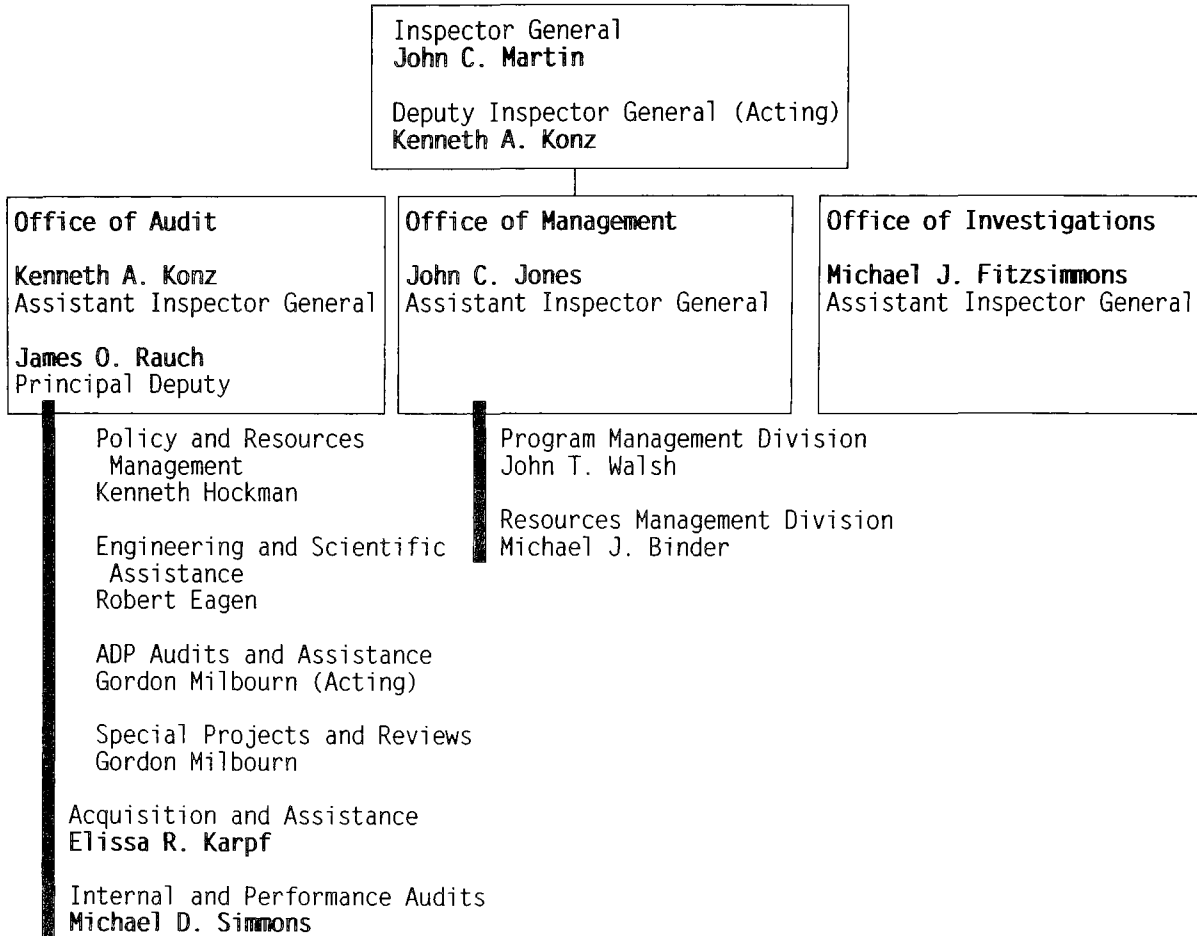 Inspector General
John C. Martin
Deputy Inspector General (Acting)
Kenneth A. Konz
Office of Audit
Kenneth A. Konz
Assistant Inspector General
James O. Rauch
Principal Deputy
Policy and Resources
Management
Kenneth Hockman
Engineering and Scientific
Assistance
Robert Eagen
ADP Audits and Assistance
Gordon Milbourn (Acting)
Special Projects and Reviews
Gordon Milbourn
Acquisition and Assistance
Elissa R. Karpf
Internal and Performance Audits
Michael D. Simmons
Office of Management
John C. Jones
Assistant Inspector General
Program Management Division
John T. Walsh
Resources Management Division
Michael J. Binder
Office of Investigations
Michael J. Fitzsimmons
Assistant Inspector General